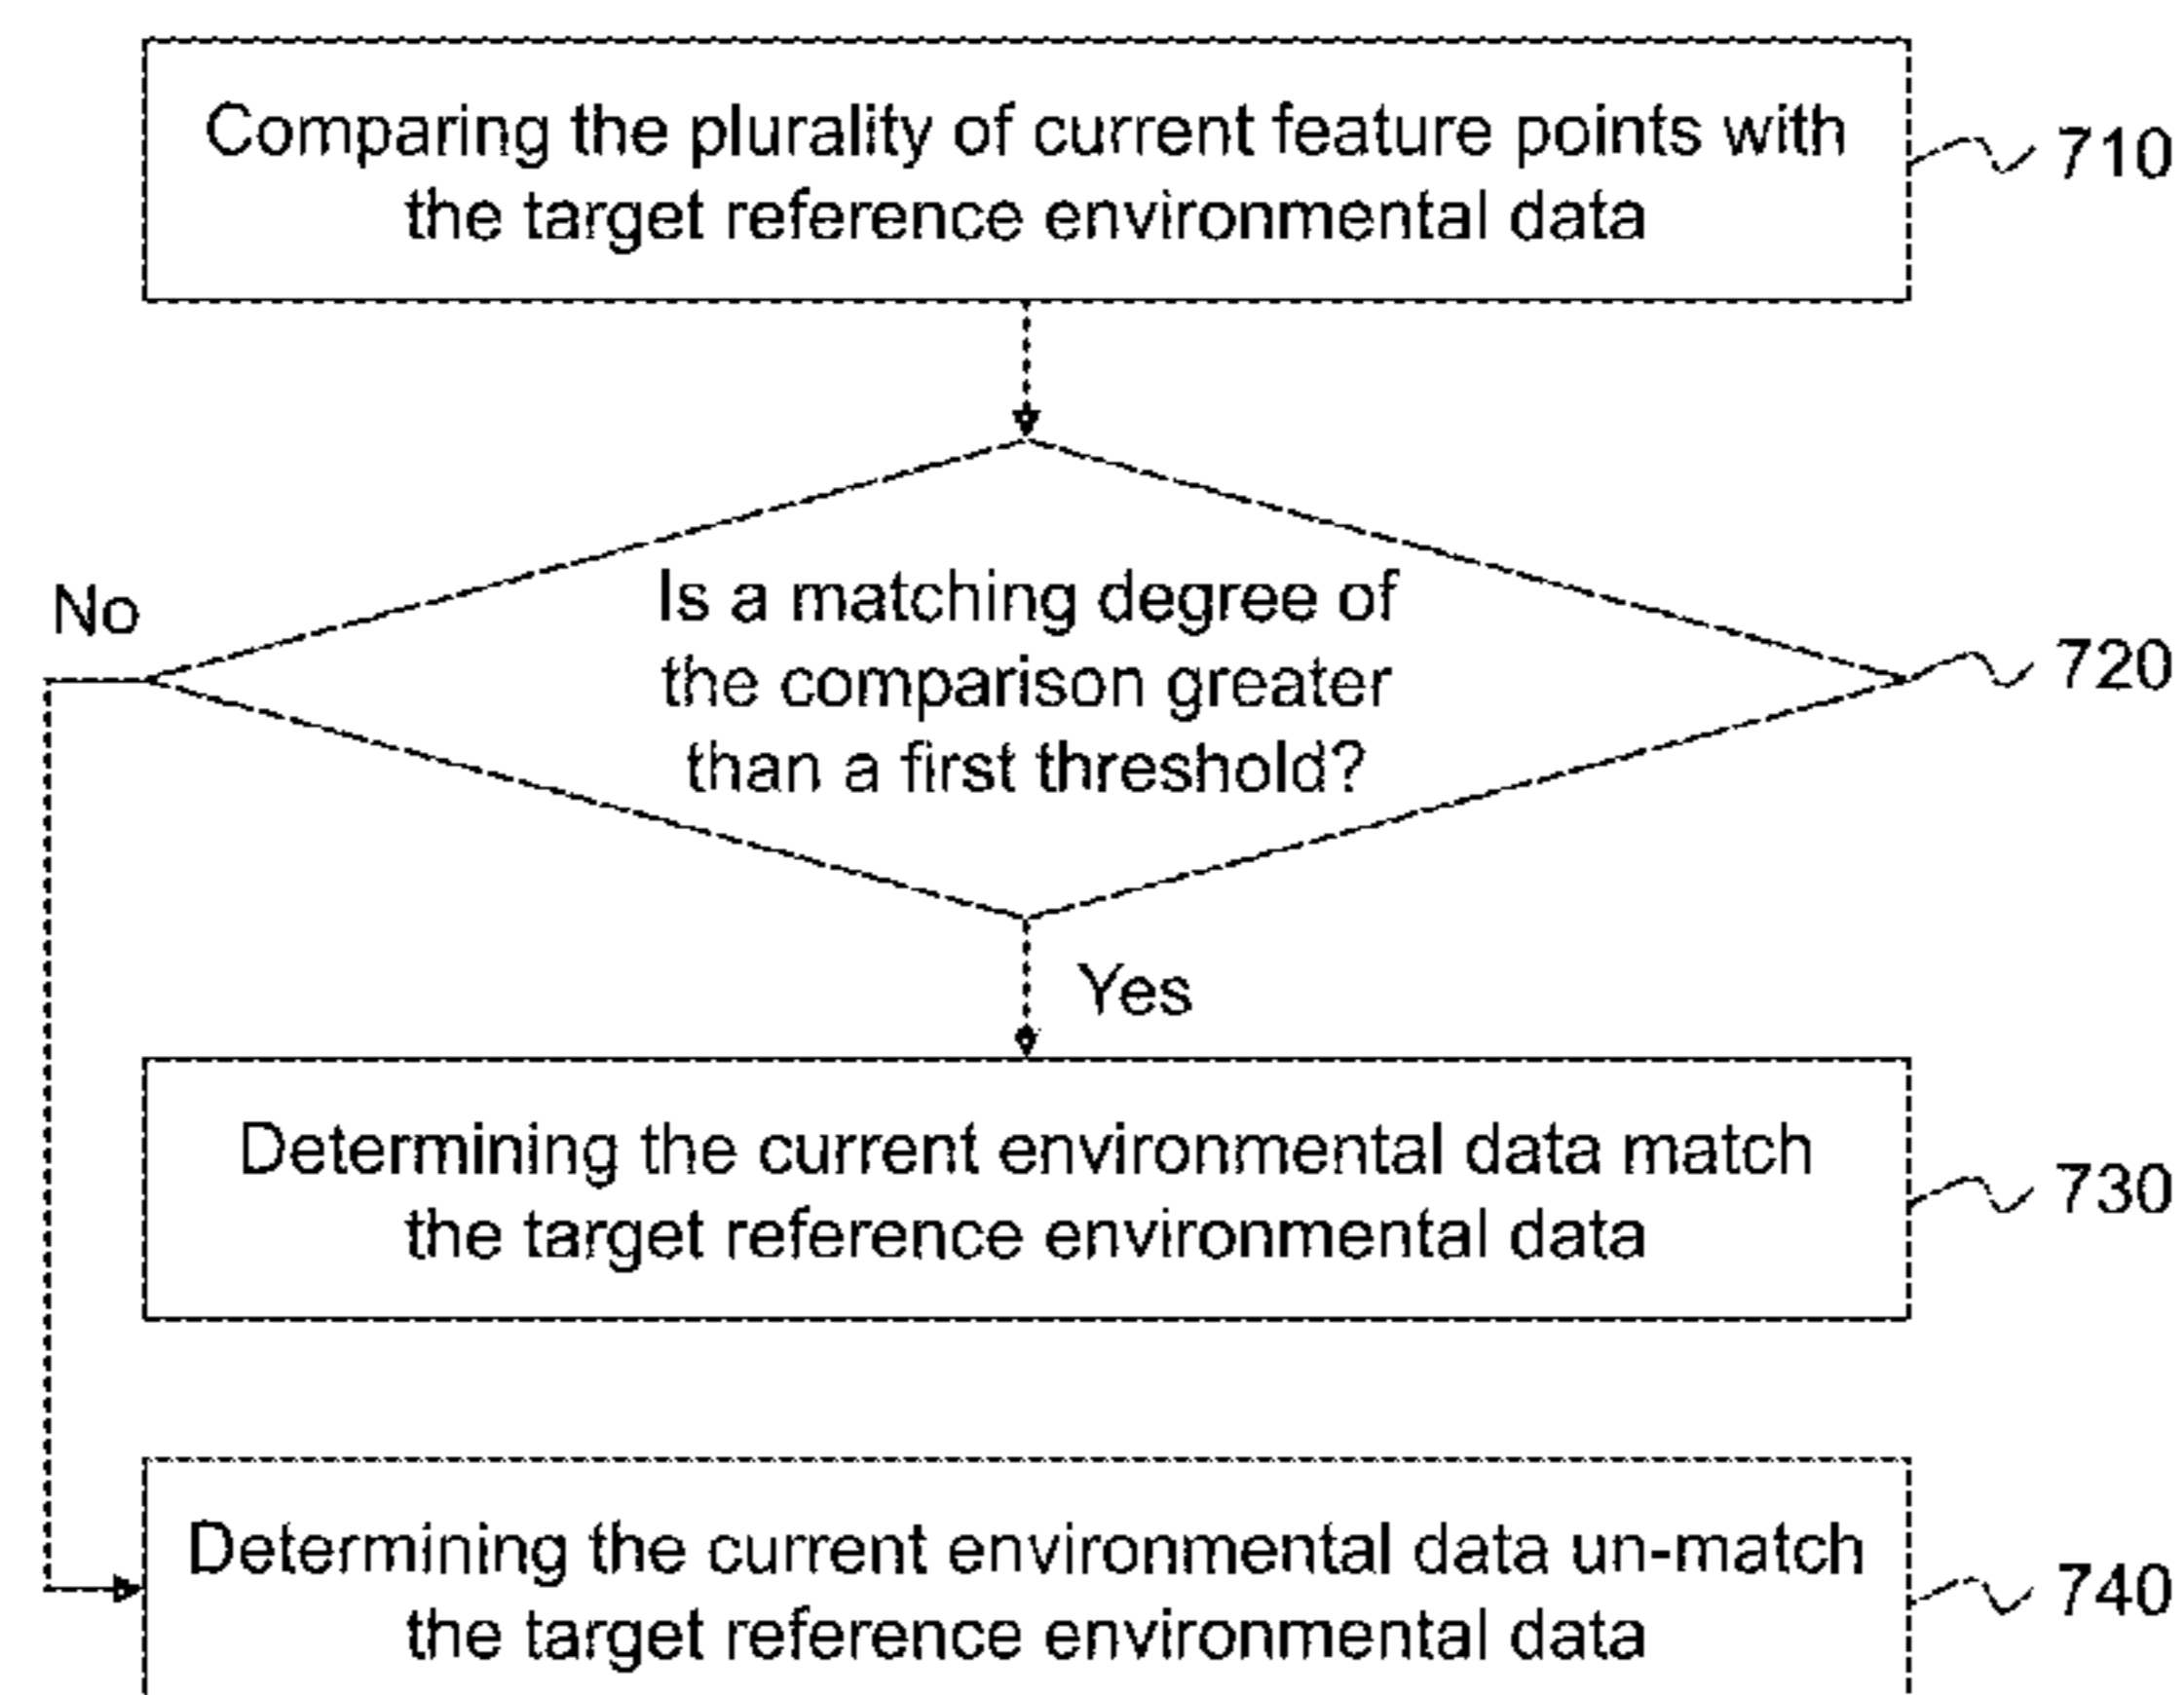 Comparing the plurality of current feature points with
the target reference environmental data
710
Is a matching degree of
the comparison greater
than a first threshold?
No
720
Yes
Determining the current environmental data match
the target reference environmental data
730
Determining the current environmental data un-match
the target reference environmental data
740